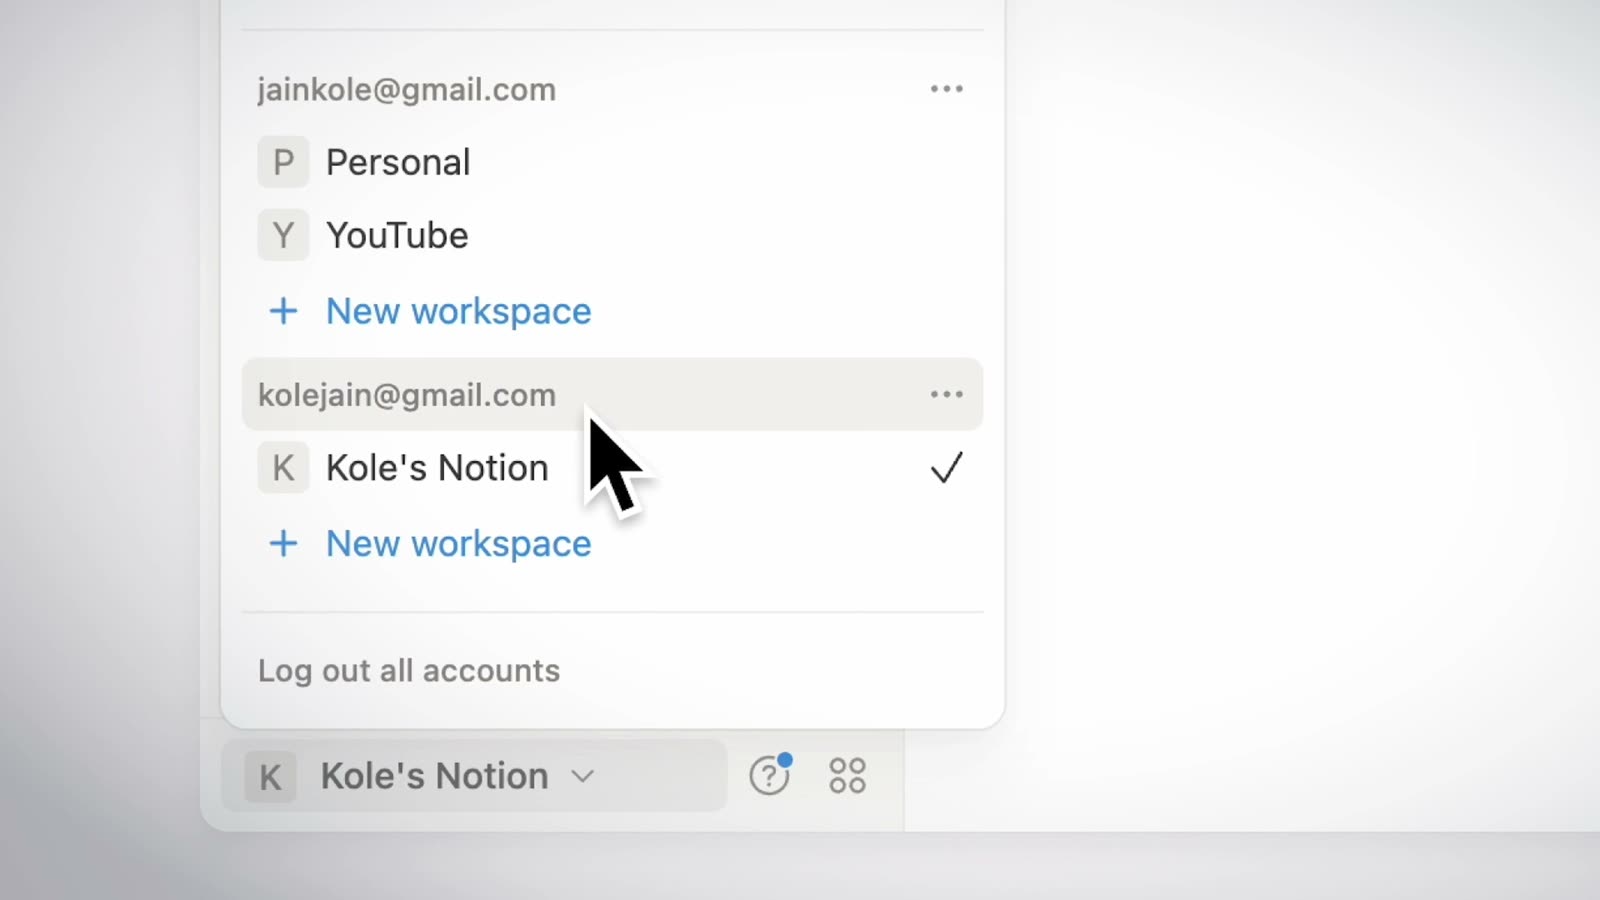 jainkole@gmail.com
P Personal
Y YouTube
+ New workspace
kolejain@gmail.com
K Kole's Notion
+ New workspace
Log out all accounts
K Kole's Notion
?